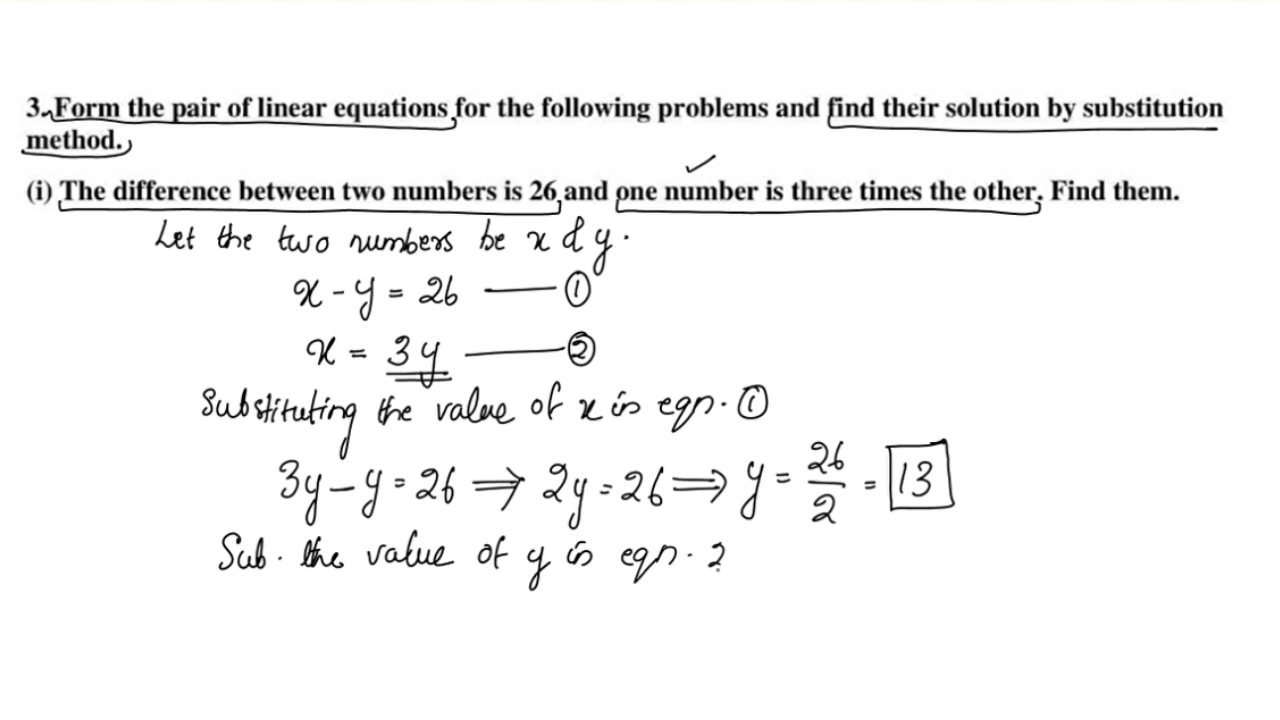 3. Form the pair of linear equations for the following problems and find their solution by substitution
method.
(i) The difference between two numbers is 26 and one number is three times the other. Find them.
Let the two numbers be x & y.
x - y = 26 —— ①
x = 3y —— ②
Substituting the value of x in eqn. ①
3y - y = 26 ⇒ 2y = 26 ⇒ y = 26/2 = 13
Sub. the value of y in eqn. 2